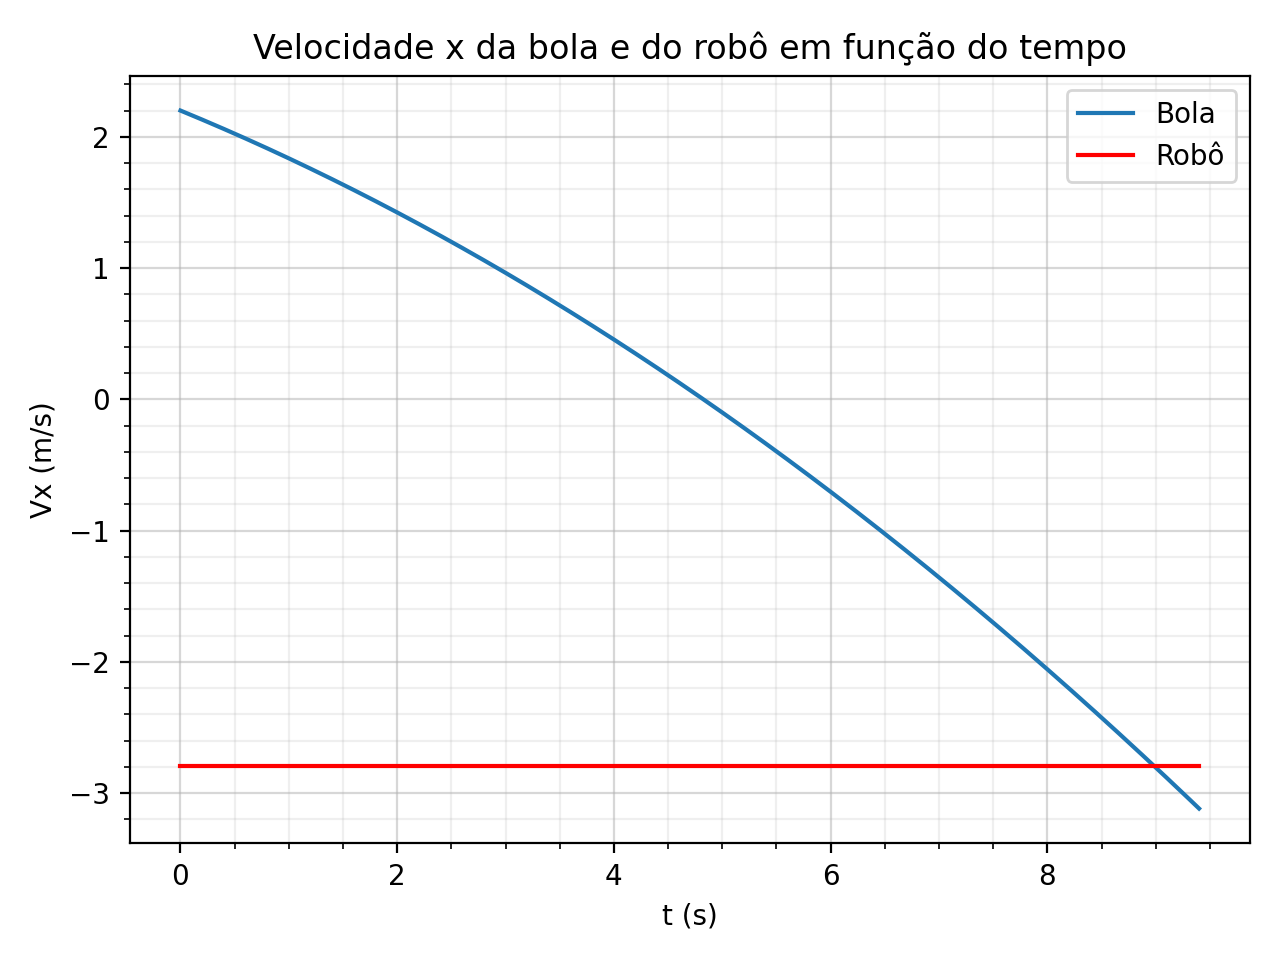 Velocidade x da bola e do robô em função do tempo
Bola
Robô
2
1
0
−1
−2
−3
Vx (m/s)
0 2 4 6 8
t (s)